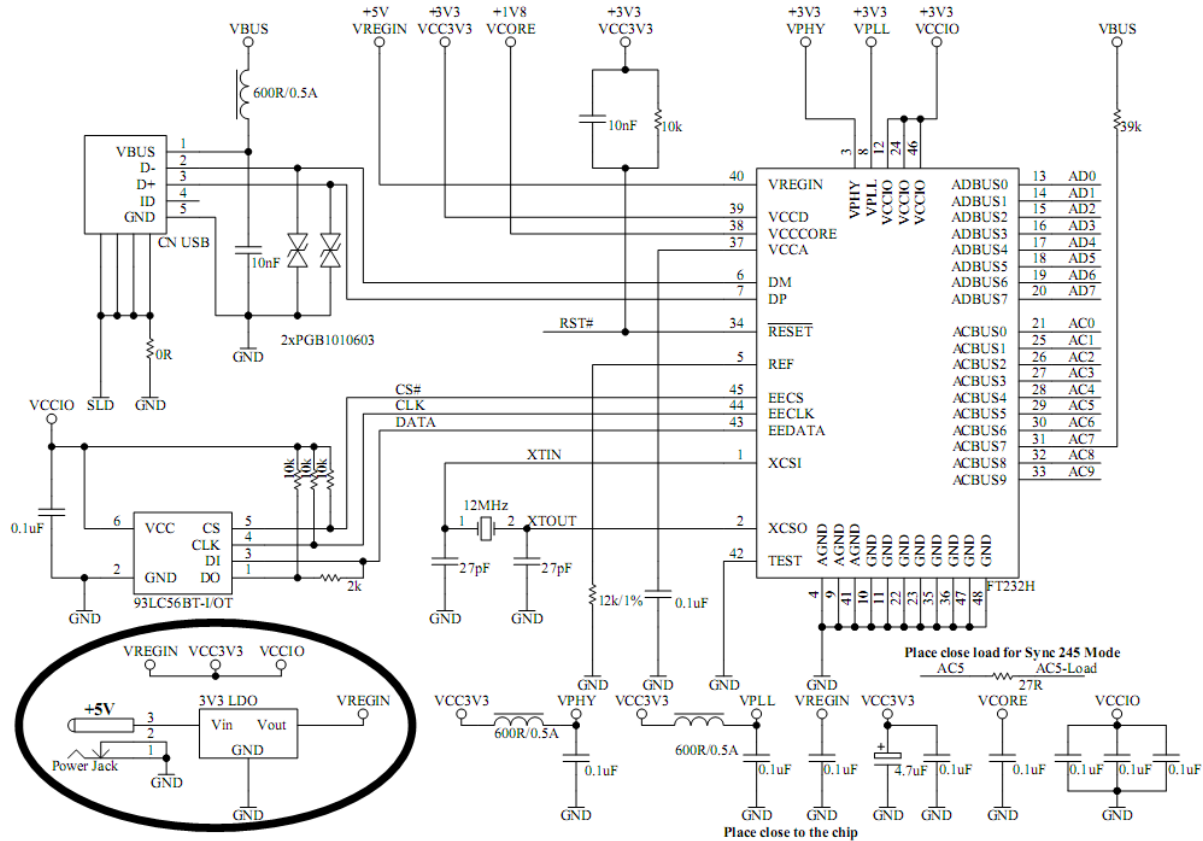 +5V
VREGIN
+3V3
VCC3V3
+1V8
VCORE
+3V3
VCC3V3
+3V3
VPHY
+3V3
VPLL
+3V3
VCCIO
VBUS
VBUS
600R/0.5A
10nF
10k
39k
3
8
12
24
46
VPHY
VPLL
VCCIO
VCCIO
VCCIO
VBUS
D-
D+
ID
GND
1
2
3
4
5
CN USB
10nF
2xPGB1010603
GND
0R
SLD
GND
40 VREGIN
39 VCCD
38 VCCCORE
37 VCCA
6 DM
7 DP
RST# 34 RESET
5 REF
CS# 45 EECS
CLK 44 EECLK
DATA 43 EEDATA
XTIN 1 XCSI
XTOUT 2 XCSO
42 TEST
ADBUS0 13 AD0
ADBUS1 14 AD1
ADBUS2 15 AD2
ADBUS3 16 AD3
ADBUS4 17 AD4
ADBUS5 18 AD5
ADBUS6 19 AD6
ADBUS7 20 AD7
ACBUS0 21 AC0
ACBUS1 25 AC1
ACBUS2 26 AC2
ACBUS3 27 AC3
ACBUS4 28 AC4
ACBUS5 29 AC5
ACBUS6 30 AC6
ACBUS7 31 AC7
ACBUS8 32 AC8
ACBUS9 33 AC9
AGND
AGND
AGND
GND
GND
GND
GND
GND
GND
GND
GND
4
9
41
10
11
22
23
35
36
47
48
FT232H
GND
VCCIO
10k
10k
10k
0.1uF
6 VCC
2 GND
CS 5
CLK 4
DI 3
DO 1
2k
93LC56BT-I/OT
GND
12MHz
1 2
27pF
27pF
GND
GND
12k/1%
GND
0.1uF
GND
GND
VREGIN
VCC3V3
VCCIO
+5V
3
2
1
Power Jack
GND
3V3 LDO
Vin Vout
GND
VREGIN
GND
Place close load for Sync 245 Mode
AC5 AC5-Load
27R
VCC3V3
600R/0.5A
VPHY
0.1uF
GND
VCC3V3
600R/0.5A
VPLL
0.1uF
GND
VREGIN
0.1uF
GND
VCC3V3
+
4.7uF
0.1uF
GND
GND
VCORE
0.1uF
GND
VCCIO
0.1uF
0.1uF
0.1uF
GND
Place close to the chip